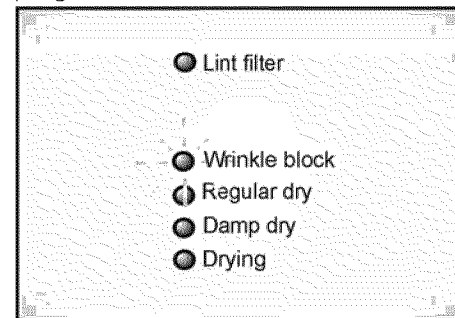 Lint filter
Wrinkle block
Regular dry
Damp dry
Drying